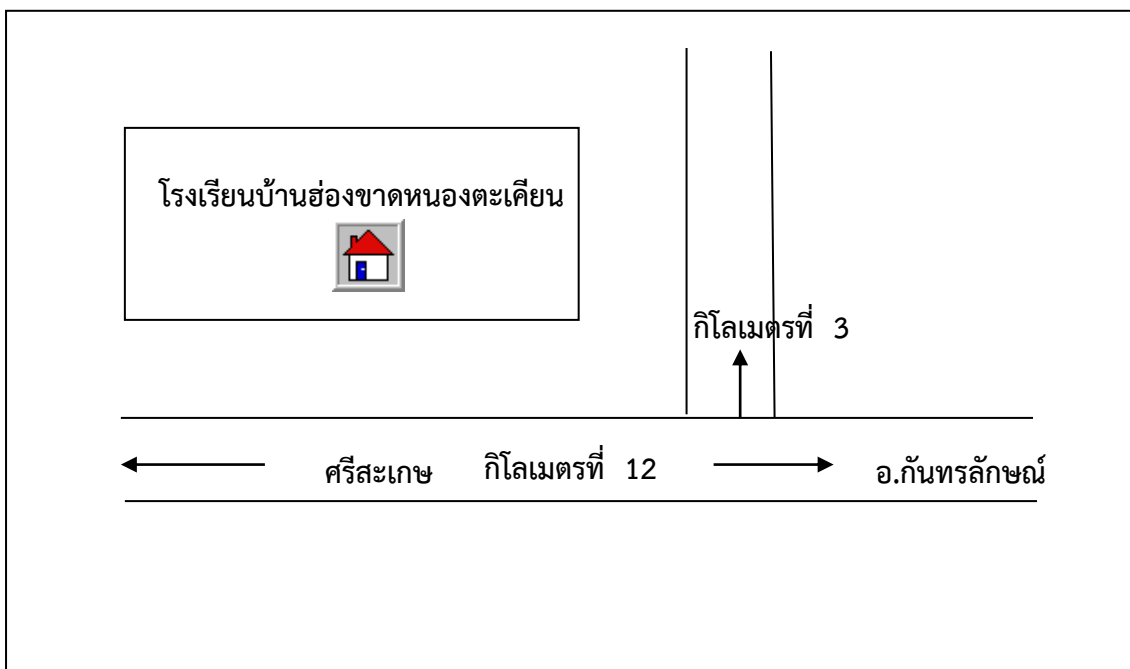 โรงเรียนบ้านฮ่องขาดหนองตะเคียน
กิโลเมตรที่ 3
ศรีสะเกษ กิโลเมตรที่ 12 อ.กันทรลักษณ์